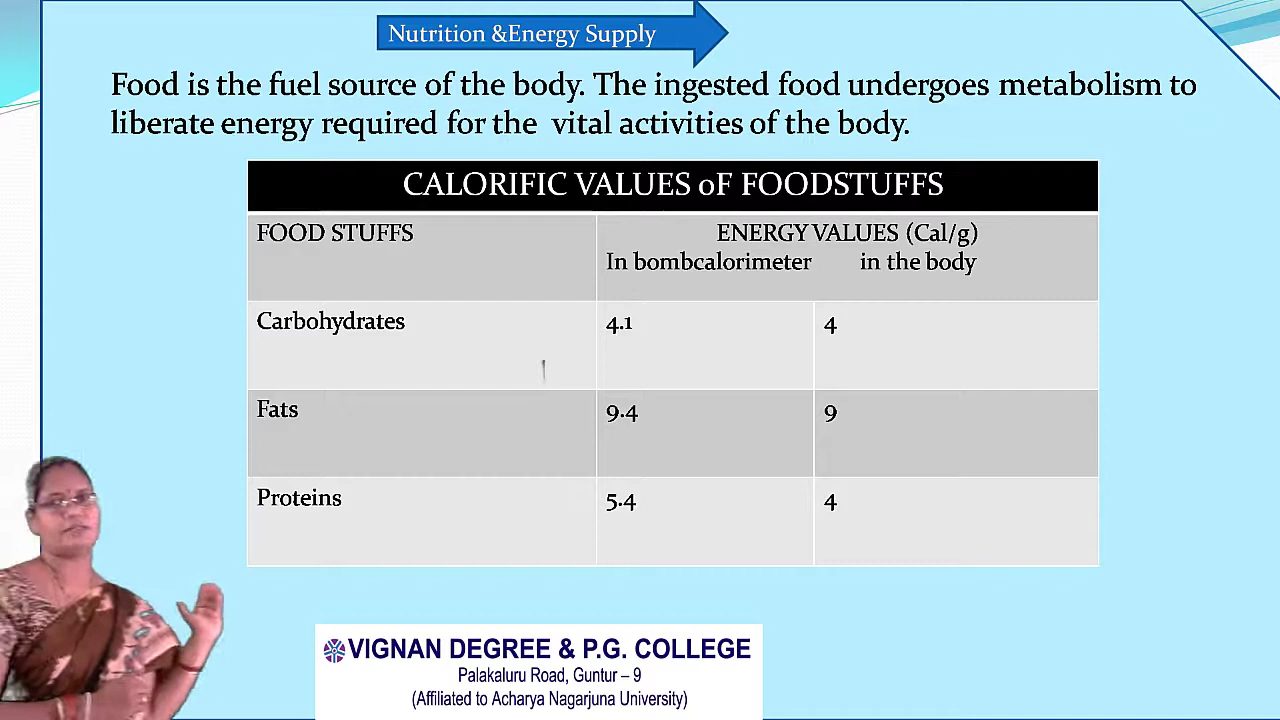 Nutrition &Energy Supply
Food is the fuel source of the body. The ingested food undergoes metabolism to
liberate energy required for the vital activities of the body.
CALORIFIC VALUES oF FOODSTUFFS
FOOD STUFFS ENERGY VALUES (Cal/g)
In bombcalorimeter in the body
Carbohydrates 4.1 4
Fats 9.4 9
Proteins 5.4 4
VIGNAN DEGREE & P.G. COLLEGE
Palakaluru Road, Guntur – 9
(Affiliated to Acharya Nagarjuna University)